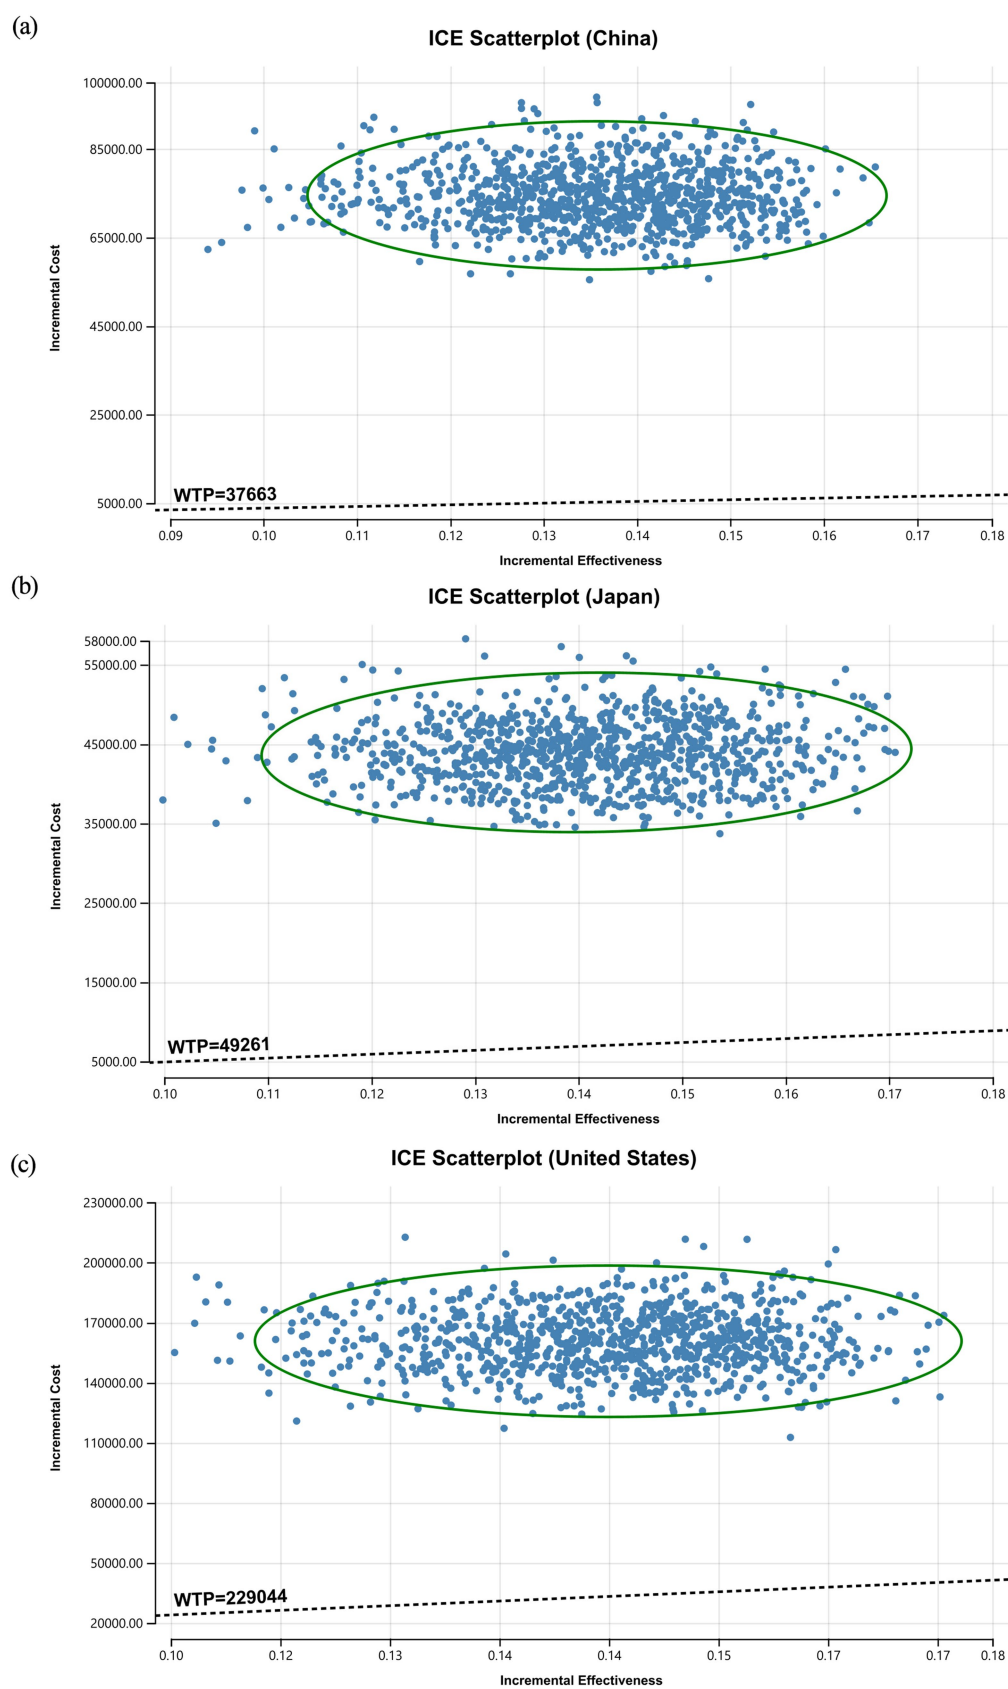 (a)
ICE Scatterplot (China)
100000.00
85000.00
65000.00
45000.00
25000.00
5000.00
Incremental Cost
WTP=37663
0.09 0.10 0.11 0.12 0.13 0.14 0.15 0.16 0.17 0.18
Incremental Effectiveness
(b)
ICE Scatterplot (Japan)
58000.00
55000.00
45000.00
35000.00
25000.00
15000.00
5000.00
Incremental Cost
WTP=49261
0.10 0.11 0.12 0.13 0.14 0.15 0.16 0.17 0.18
Incremental Effectiveness
(c)
ICE Scatterplot (United States)
230000.00
200000.00
170000.00
140000.00
110000.00
80000.00
50000.00
20000.00
Incremental Cost
WTP=229044
0.10 0.12 0.13 0.14 0.14 0.15 0.17 0.17 0.18
Incremental Effectiveness